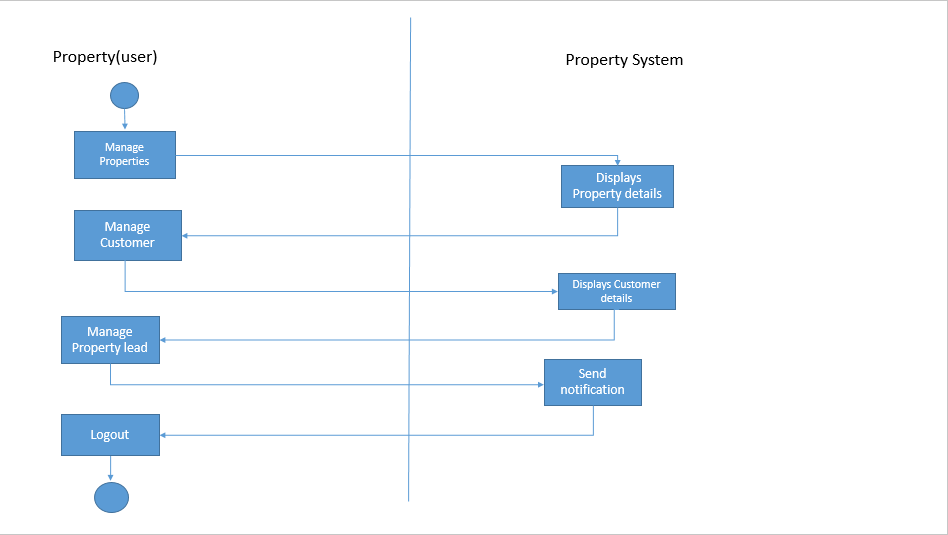 Property(user)
Property System
Manage
Properties
Displays
Property details
Manage
Customer
Displays Customer
details
Manage
Property lead
Send
notification
Logout